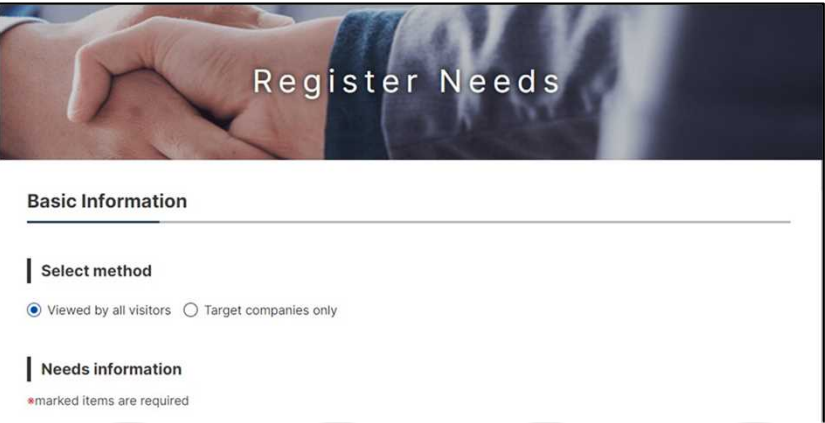 Register Needs
Basic Information
Select method
Viewed by all visitors Target companies only
Needs information
※marked items are required